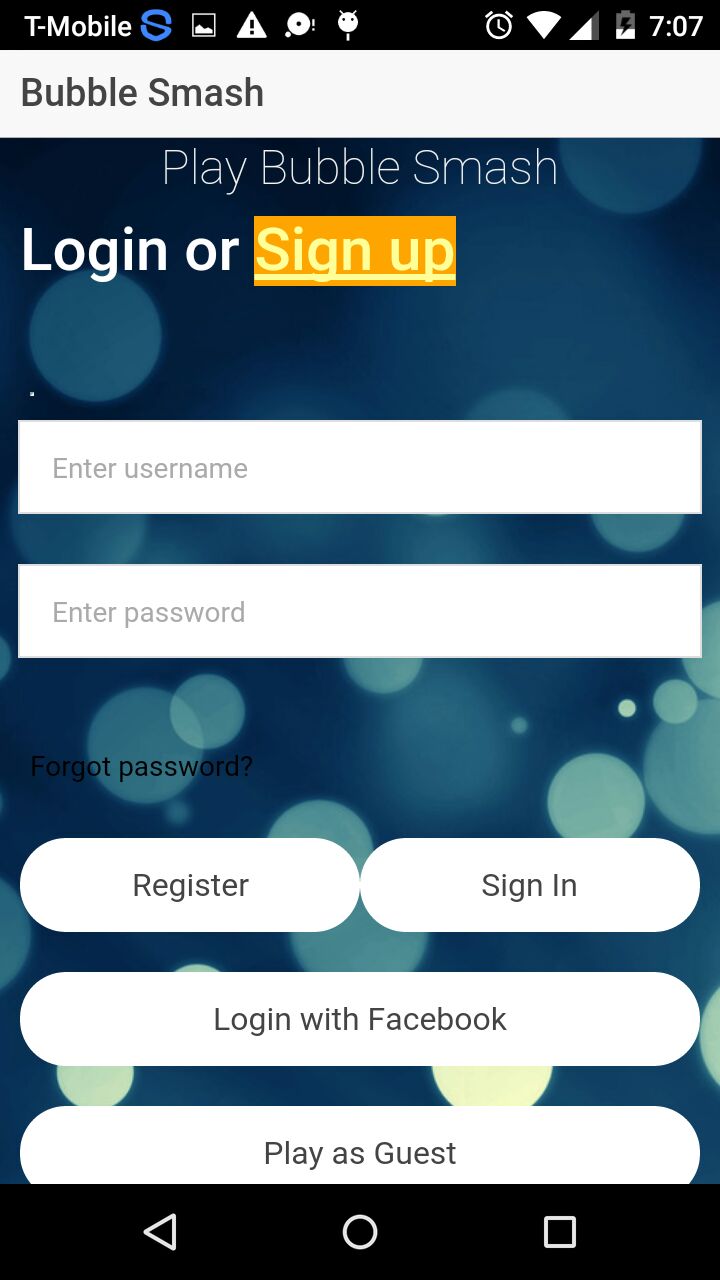 T-Mobile 7:07
Bubble Smash
Play Bubble Smash
Login or Sign up
.
Enter username
Enter password
Forgot password?
Register Sign In
Login with Facebook
Play as Guest